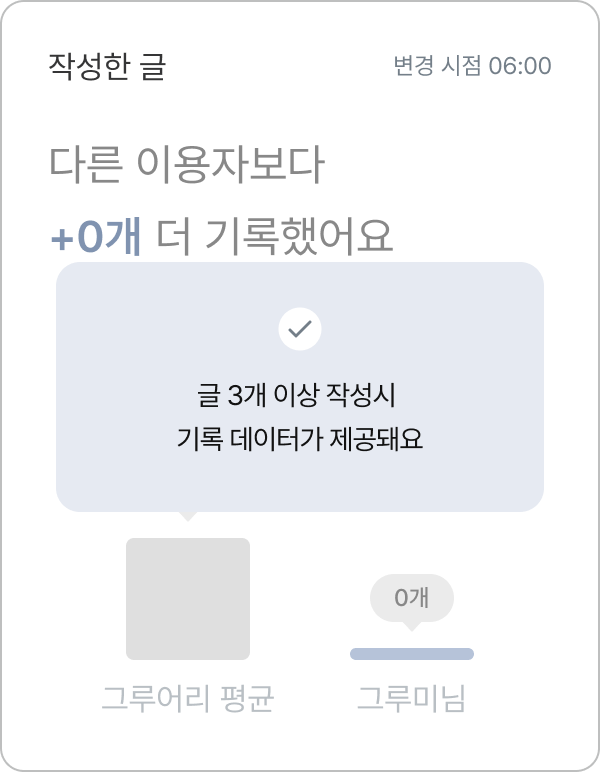 작성한 글
변경 시점 06:00
다른 이용자보다
+0개 더 기록했어요
글 3개 이상 작성시
기록 데이터가 제공돼요
0개
그루어리 평균
그루미님